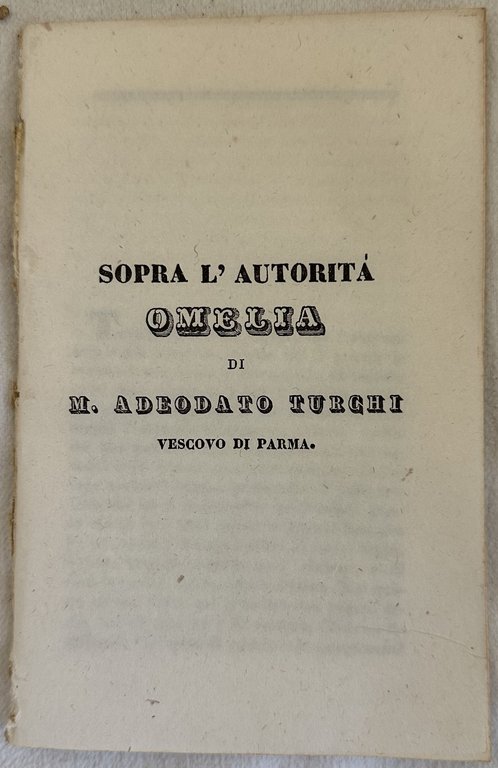 SOPRA L' AUTORITÁ
OMELIA
DI
M. ADEODATO TURCHI
VESCOVO DI PARMA.